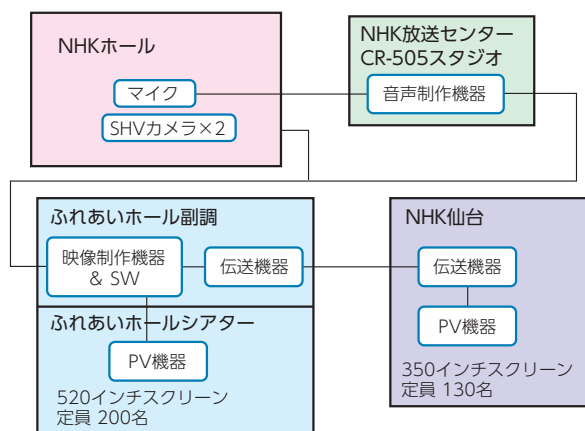 NHKホール
マイク
SHVカメラ×2
NHK放送センター
CR-505スタジオ
音声制作機器
ふれあいホール副調
映像制作機器
& SW
伝送機器
NHK仙台
伝送機器
PV機器
350インチスクリーン
定員 130名
ふれあいホールシアター
PV機器
520インチスクリーン
定員 200名